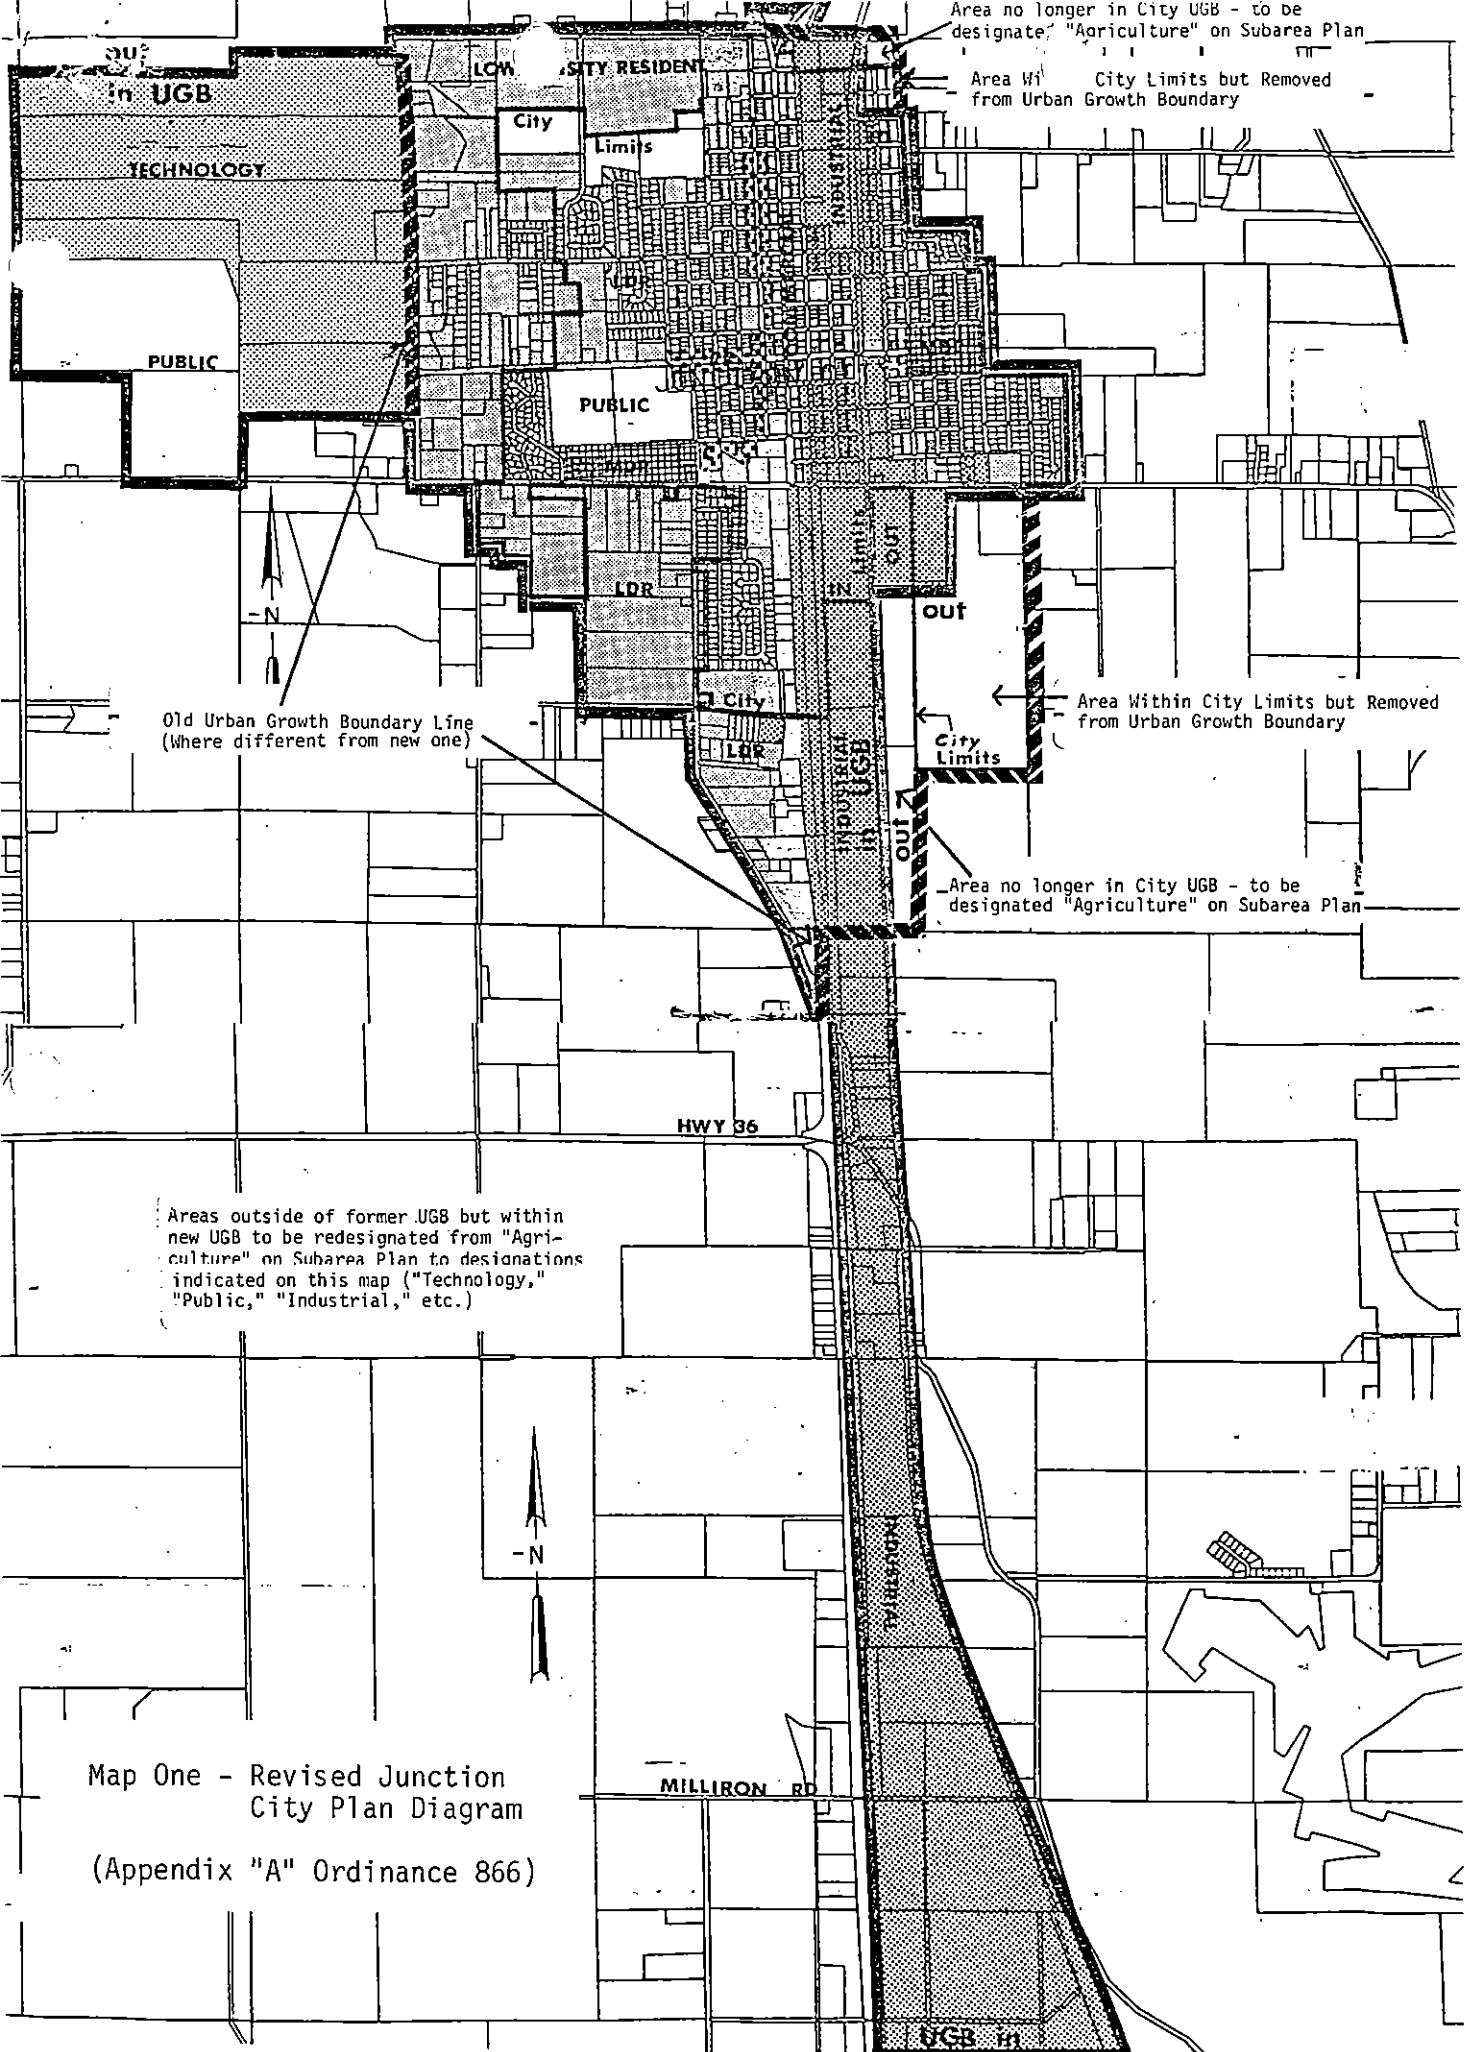 Area no longer in City UGB - to be
designate "Agriculture" on Subarea Plan
out
in UGB
LOW SITY RESIDENT
Area Wi City Limits but Removed
from Urban Growth Boundary
City
Limits
INDUSTRIAL
TECHNOLOGY
PUBLIC
PUBLIC
MDR
Limits
OUT
IN
LDR
out
-N
City
Old Urban Growth Boundary Line
(Where different from new one)
Area Within City Limits but Removed
from Urban Growth Boundary
City
Limits
LDR
INDUSTRIAL
in UGB
out
Area no longer in City UGB - to be
designated "Agriculture" on Subarea Plan
HWY 36
Areas outside of former UGB but within
new UGB to be redesignated from "Agri-
culture" on Subarea Plan to designations
indicated on this map ("Technology,"
"Public," "Industrial," etc.)
INDUSTRIAL
-N
Map One - Revised Junction
City Plan Diagram
MILLIRON RD
(Appendix "A" Ordinance 866)
UGB in